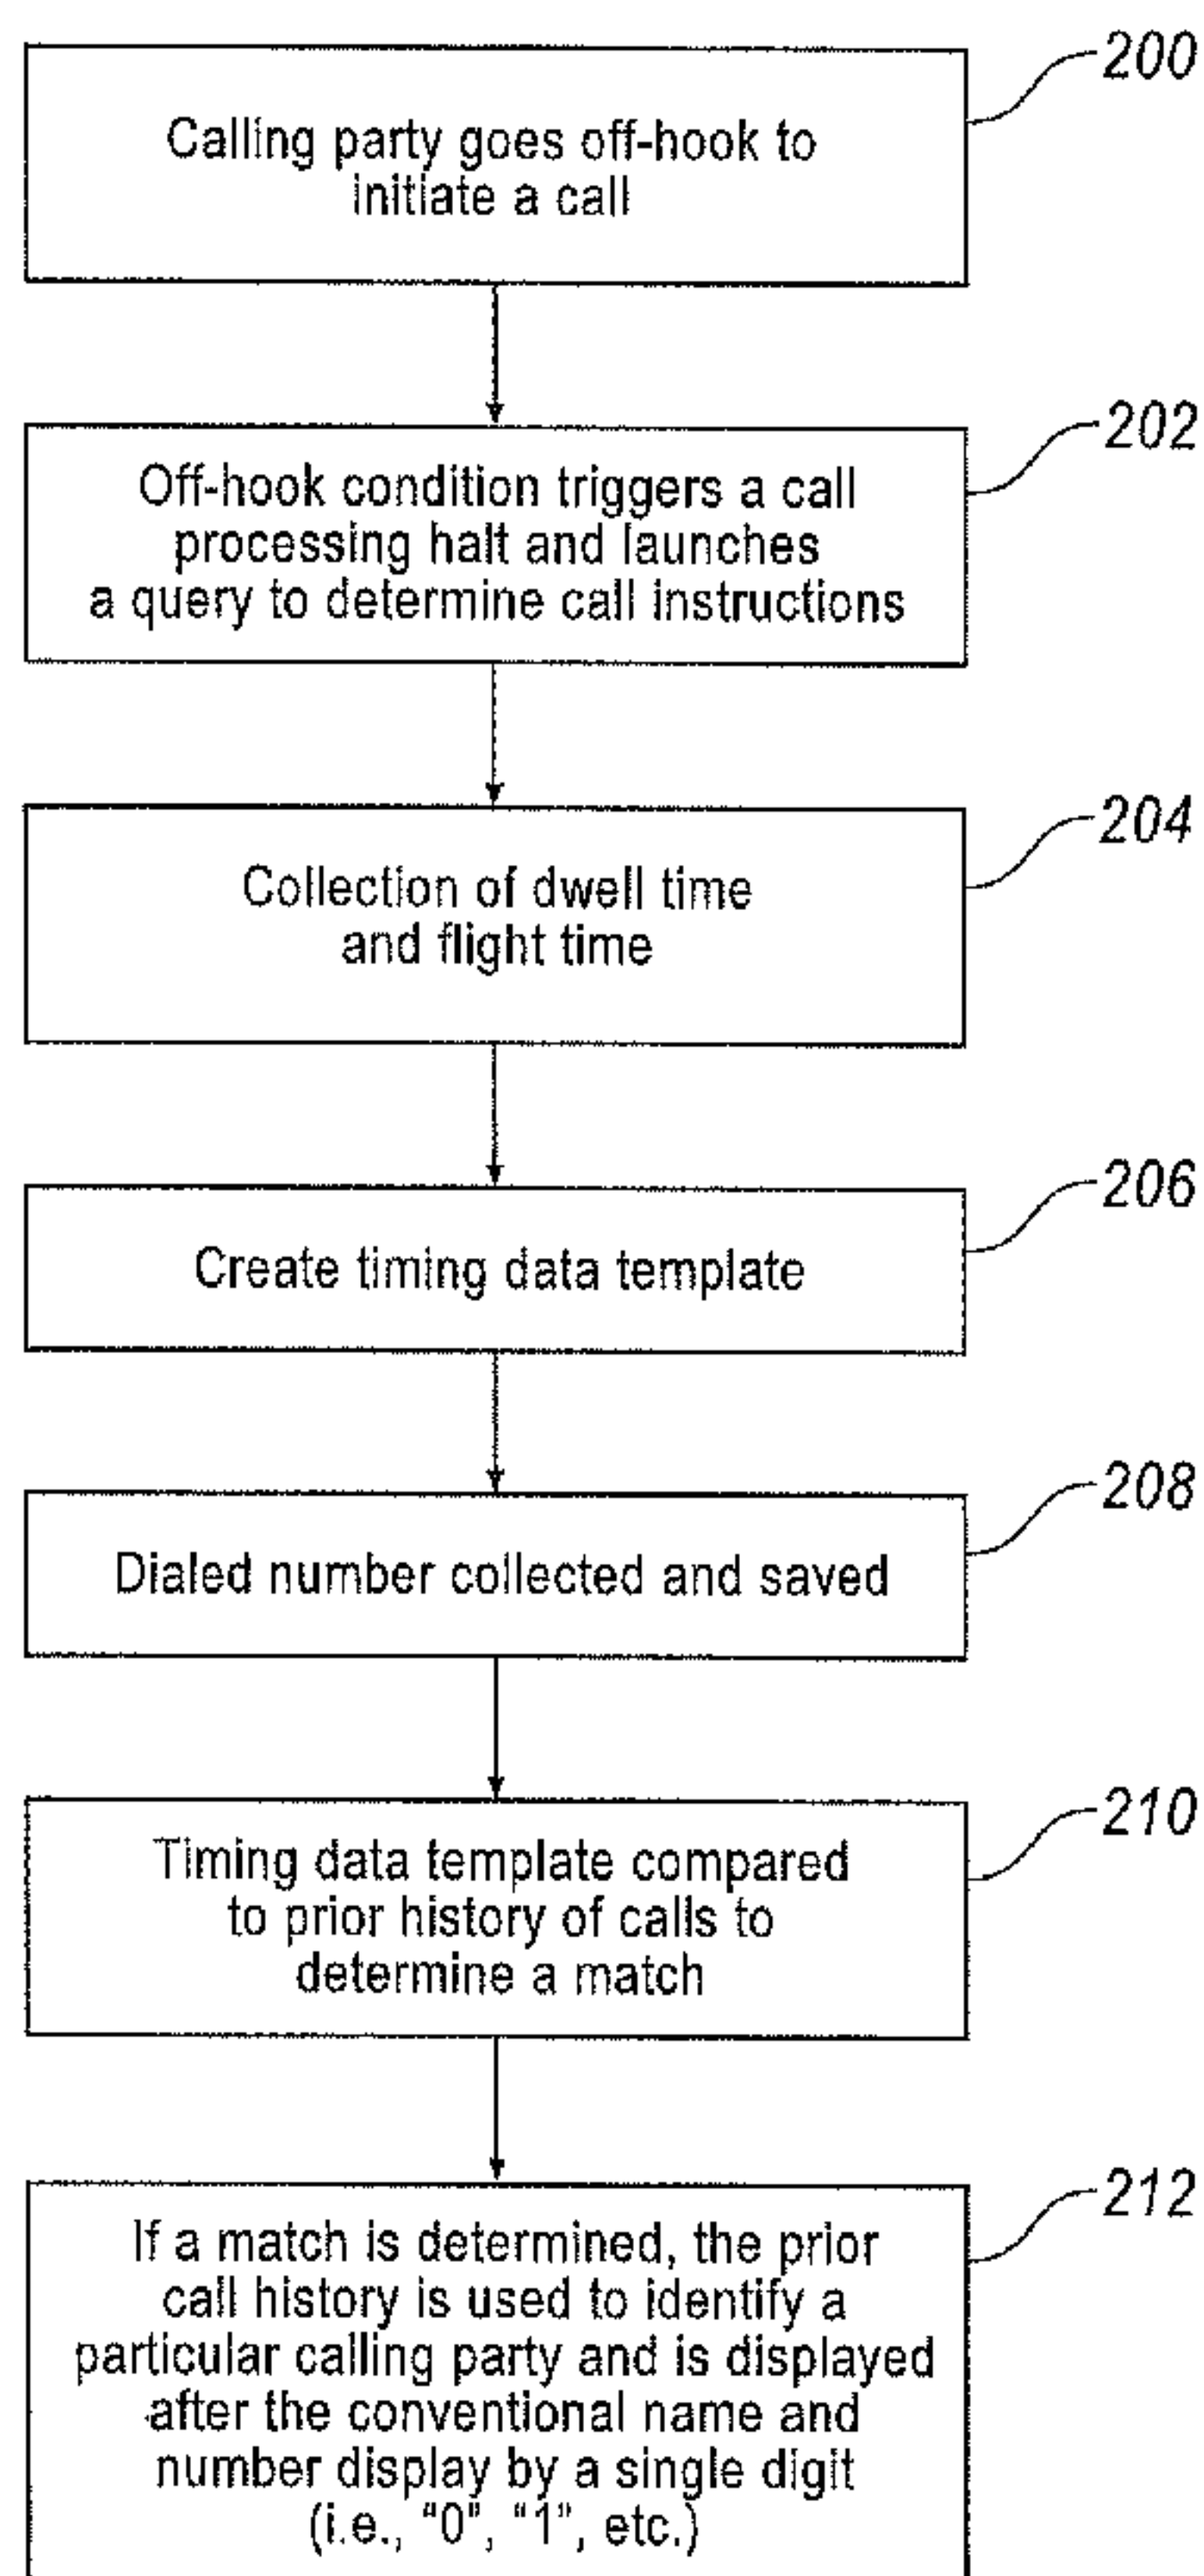 200
Calling party goes off-hook to
initiate a call
202
Off-hook condition triggers a call
processing halt and launches
a query to determine call instructions
204
Collection of dwell time
and flight time
206
Create timing data template
208
Dialed number collected and saved
210
Timing data template compared
to prior history of calls to
determine a match
212
If a match is determined, the prior
call history is used to identify a
particular calling party and is displayed
after the conventional name and
number display by a single digit
(i.e., “0”, “1”, etc.)